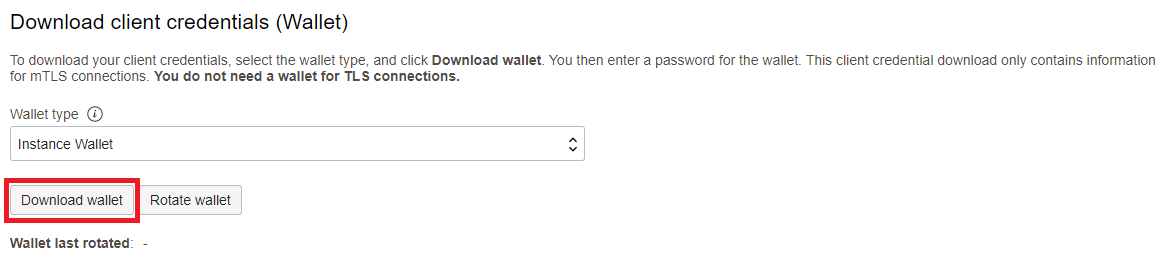 Download client credentials (Wallet)
To download your client credentials, select the wallet type, and click Download wallet. You then enter a password for the wallet. This client credential download only contains information
for mTLS connections. You do not need a wallet for TLS connections.
Wallet type
Instance Wallet
Download wallet Rotate wallet
Wallet last rotated: -